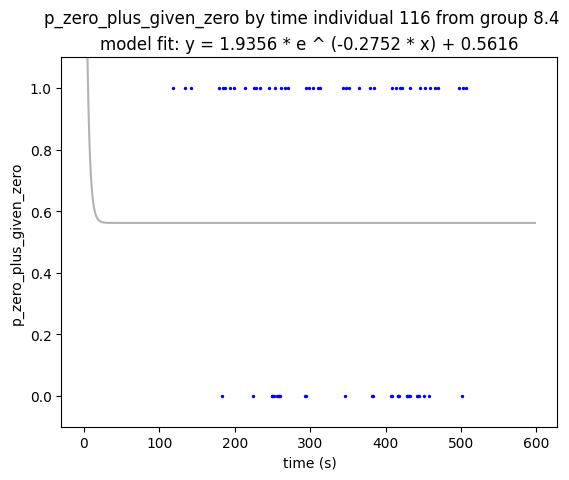 p_zero_plus_given_zero by time individual 116 from group 8.4
model fit: y = 1.9356 * e ^ (-0.2752 * x) + 0.5616
1.0
0.8
0.6
0.4
0.2
0.0
p_zero_plus_given_zero
0 100 200 300 400 500 600
time (s)